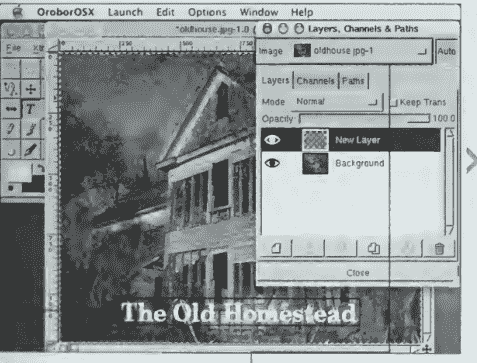 OroborOSX Launch Edit Options Window Help
*oldhouse.jpg-1.0
Layers, Channels & Paths
Image oldhouse.jpg-1 Auto
Layers Channels Paths
Mode Normal Keep Trans
Opacity 100.0
New Layer
Background
Close
The Old Homestead